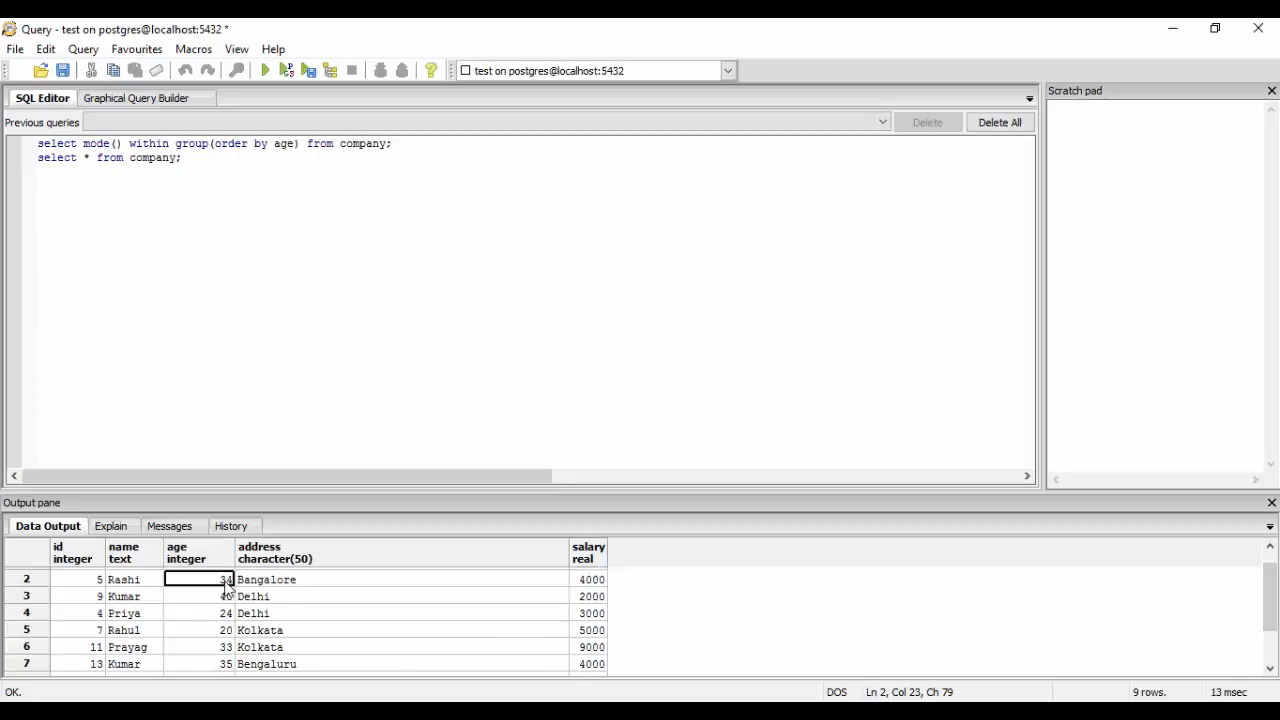 Query - test on postgres@localhost:5432 *
File Edit Query Favourites Macros View Help
test on postgres@localhost:5432
SQL Editor Graphical Query Builder Scratch pad
Previous queries Delete Delete All
select mode() within group(order by age) from company;
select * from company;
Output pane
Data Output Explain Messages History
id name age address salary
integer text integer character(50) real
2 5 Rashi 34 Bangalore 4000
3 9 Kumar Delhi 2000
4 4 Priya 24 Delhi 3000
5 7 Rahul 20 Kolkata 5000
6 11 Prayag 33 Kolkata 9000
7 13 Kumar 35 Bengaluru 4000
OK. DOS Ln 2, Col 23, Ch 79 9 rows. 13 msec